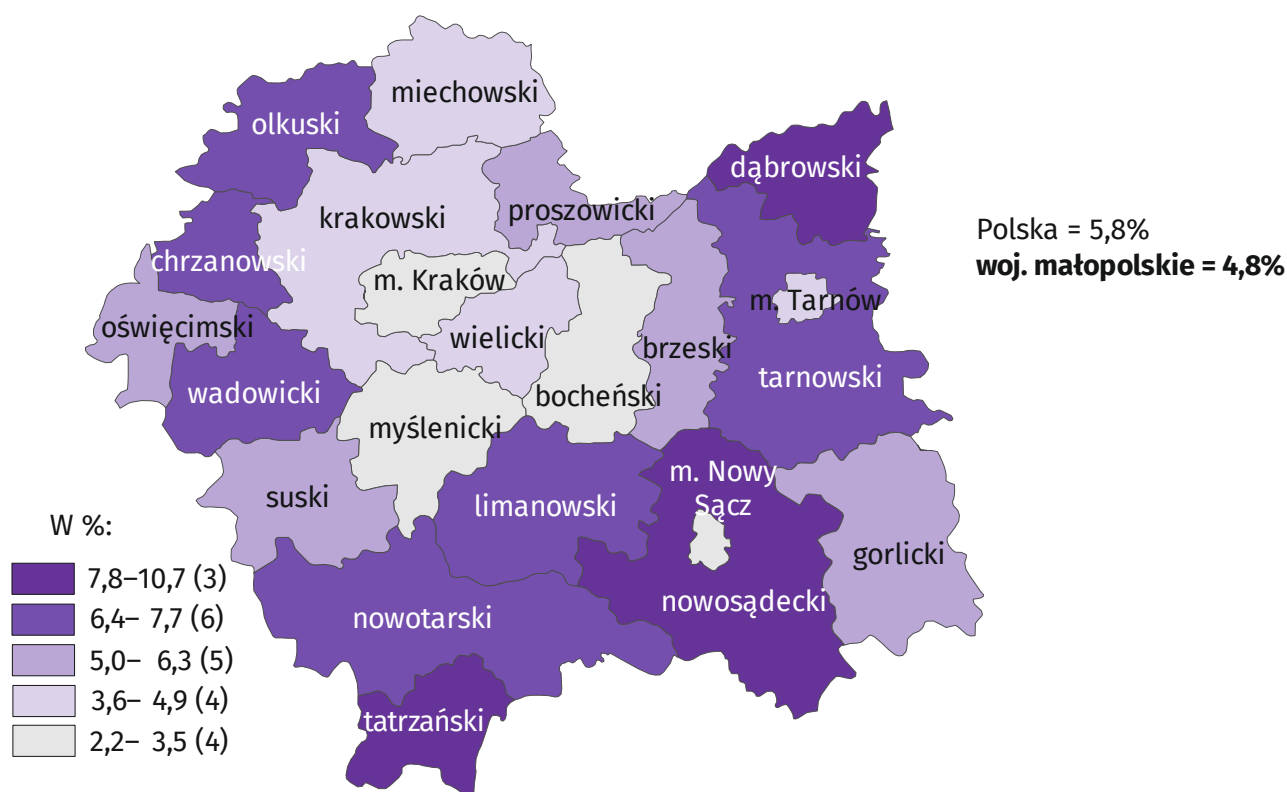 miechowski
olkuski
dąbrowski
krakowski
proszowicki
Polska = 5,8%
woj. małopolskie = 4,8%
chrzanowski
m. Kraków
m. Tarnów
oświęcimski
wielicki
brzeski
wadowicki
tarnowski
bocheński
myślenicki
m. Nowy
Sącz
suski
limanowski
gorlicki
nowosądecki
nowotarski
tatrzański
W %:
7,8–10,7 (3)
6,4– 7,7 (6)
5,0– 6,3 (5)
3,6– 4,9 (4)
2,2– 3,5 (4)